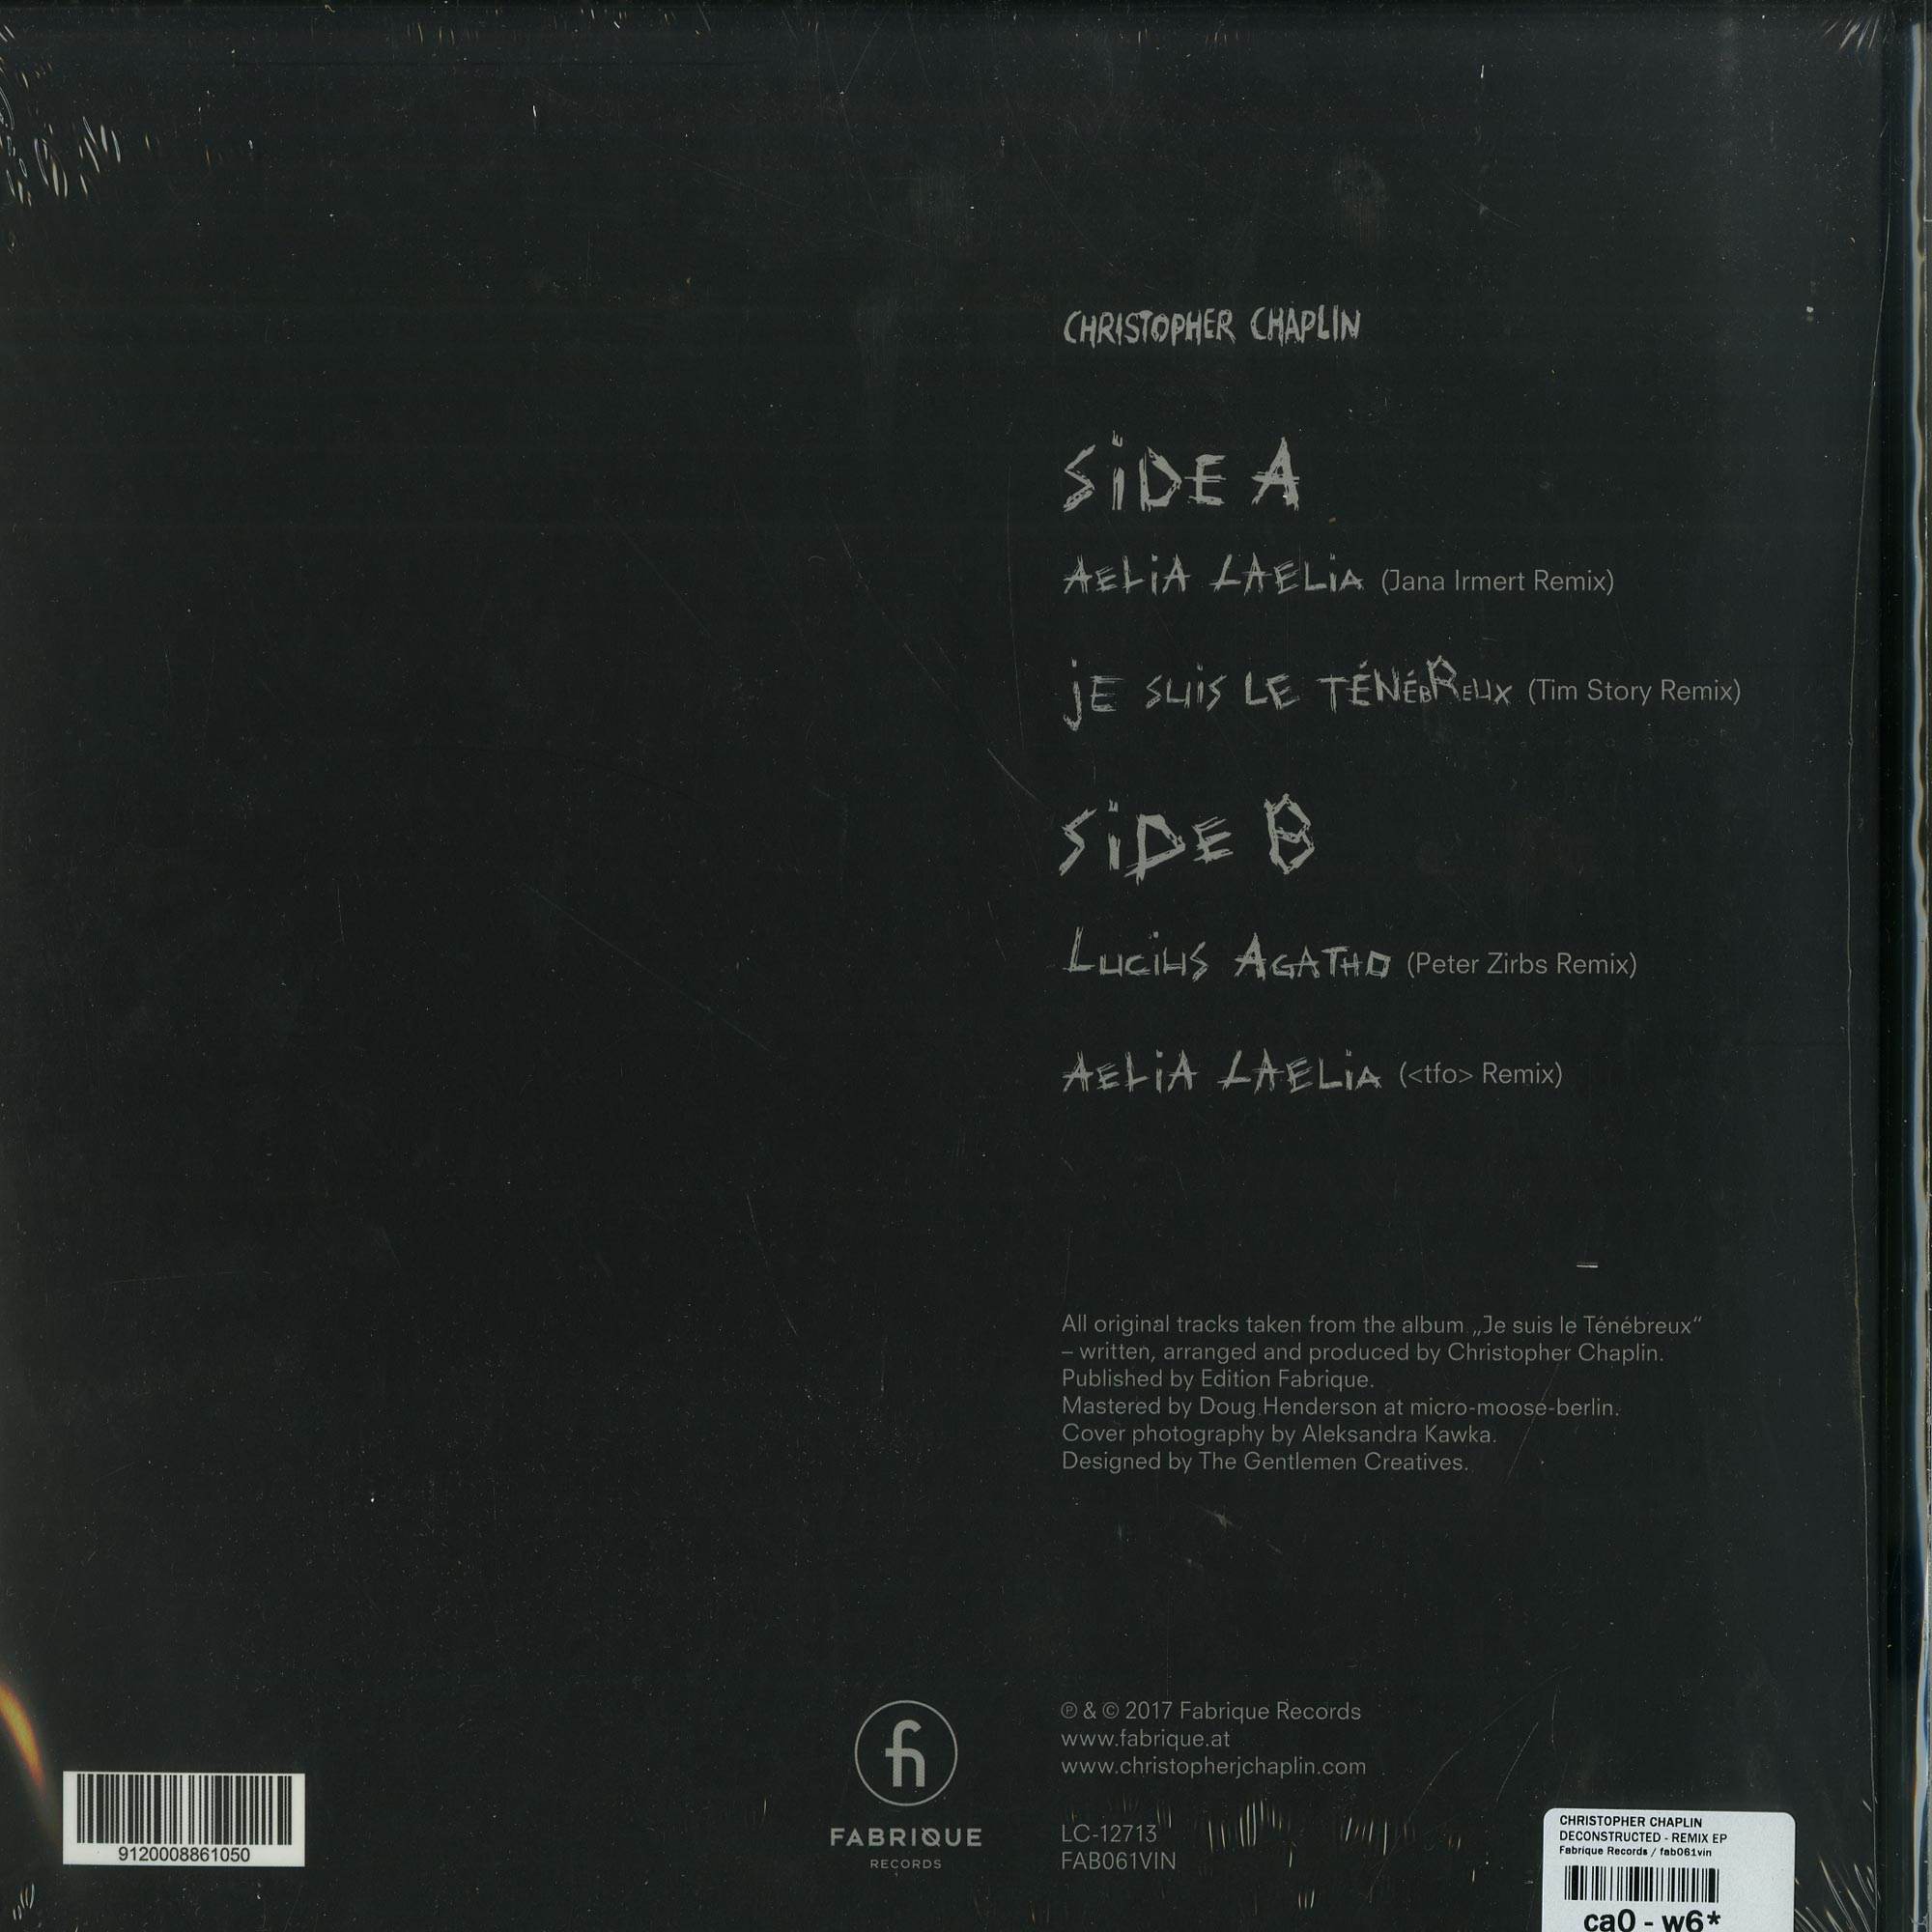 CHRISTOPHER CHAPLIN
SiDE A
AELiA LAELiA (Jana Irmert Remix)
jE SUiS LE TÉNÉBREUX (Tim Story Remix)
SiDE B
LUCiUS AGATHO (Peter Zirbs Remix)
AELiA LAELiA (<tfo> Remix)
All original tracks taken from the album „Je suis le Ténébreux“
– written, arranged and produced by Christopher Chaplin.
Published by Edition Fabrique.
Mastered by Doug Henderson at micro-moose-berlin.
Cover photography by Aleksandra Kawka.
Designed by The Gentlemen Creatives.
℗ & © 2017 Fabrique Records
www.fabrique.at
www.christopherjchaplin.com
LC-12713
FAB061VIN
FABRIQUE
RECORDS
9120008861050
CHRISTOPHER CHAPLIN
DECONSTRUCTED - REMIX EP
Fabrique Records / fab061vin
ca0 - w6*